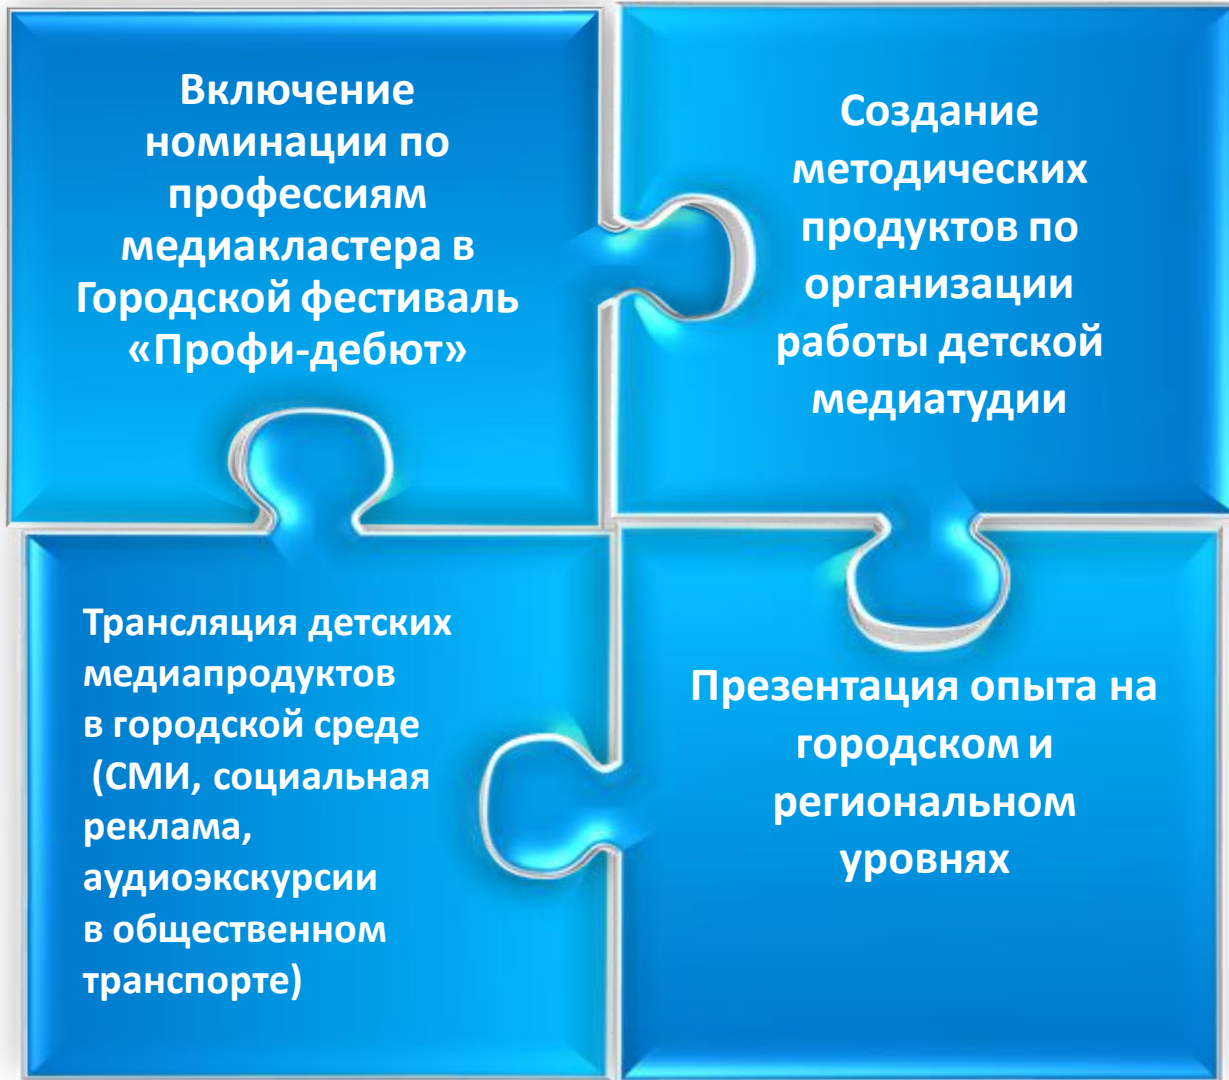 Включение
номинации по
профессиям
медиакластера в
Городской фестиваль
«Профи-дебют»
Создание
методических
продуктов по
организации
работы детской
медиатудии
Трансляция детских
медиапродуктов
в городской среде
(СМИ, социальная
реклама,
аудиоэкскурсии
в общественном
транспорте)
Презентация опыта на
городском и
региональном
уровнях